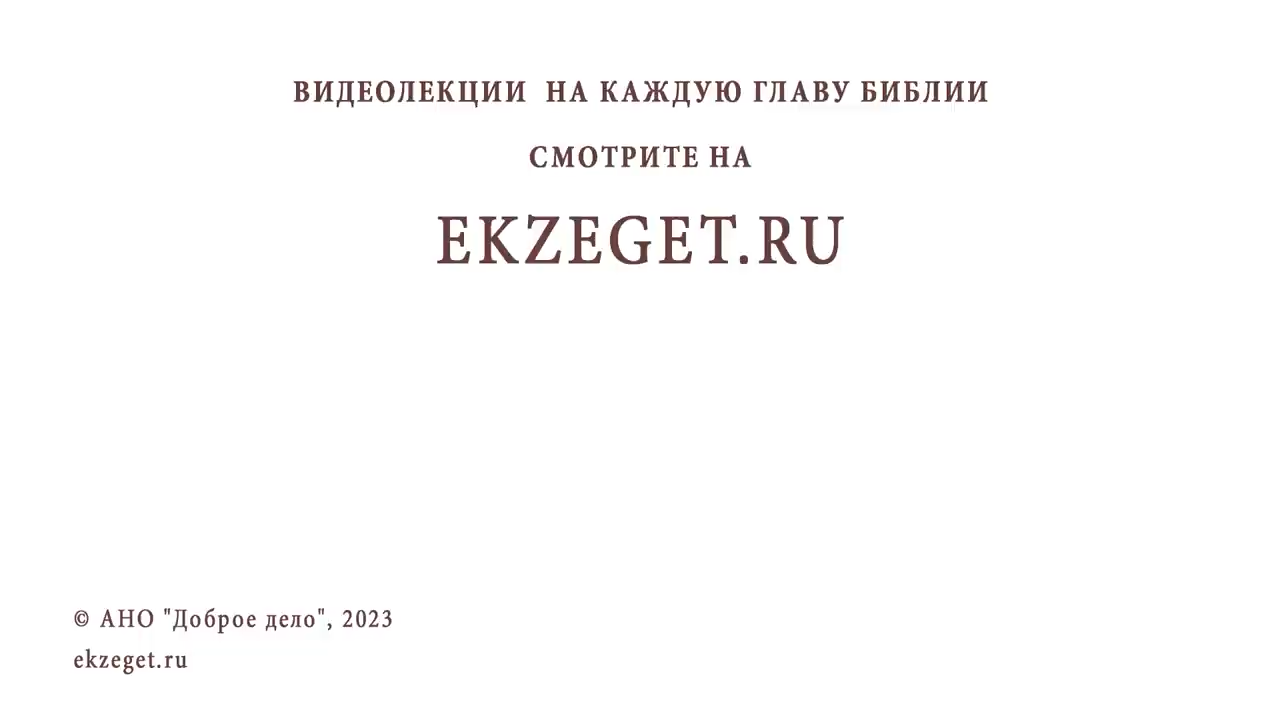 ВИДЕОЛЕКЦИИ НА КАЖДУЮ ГЛАВУ БИБЛИИ
СМОТРИТЕ НА
EKZEGET.RU
© АНО "Доброе дело", 2023
ekzeget.ru